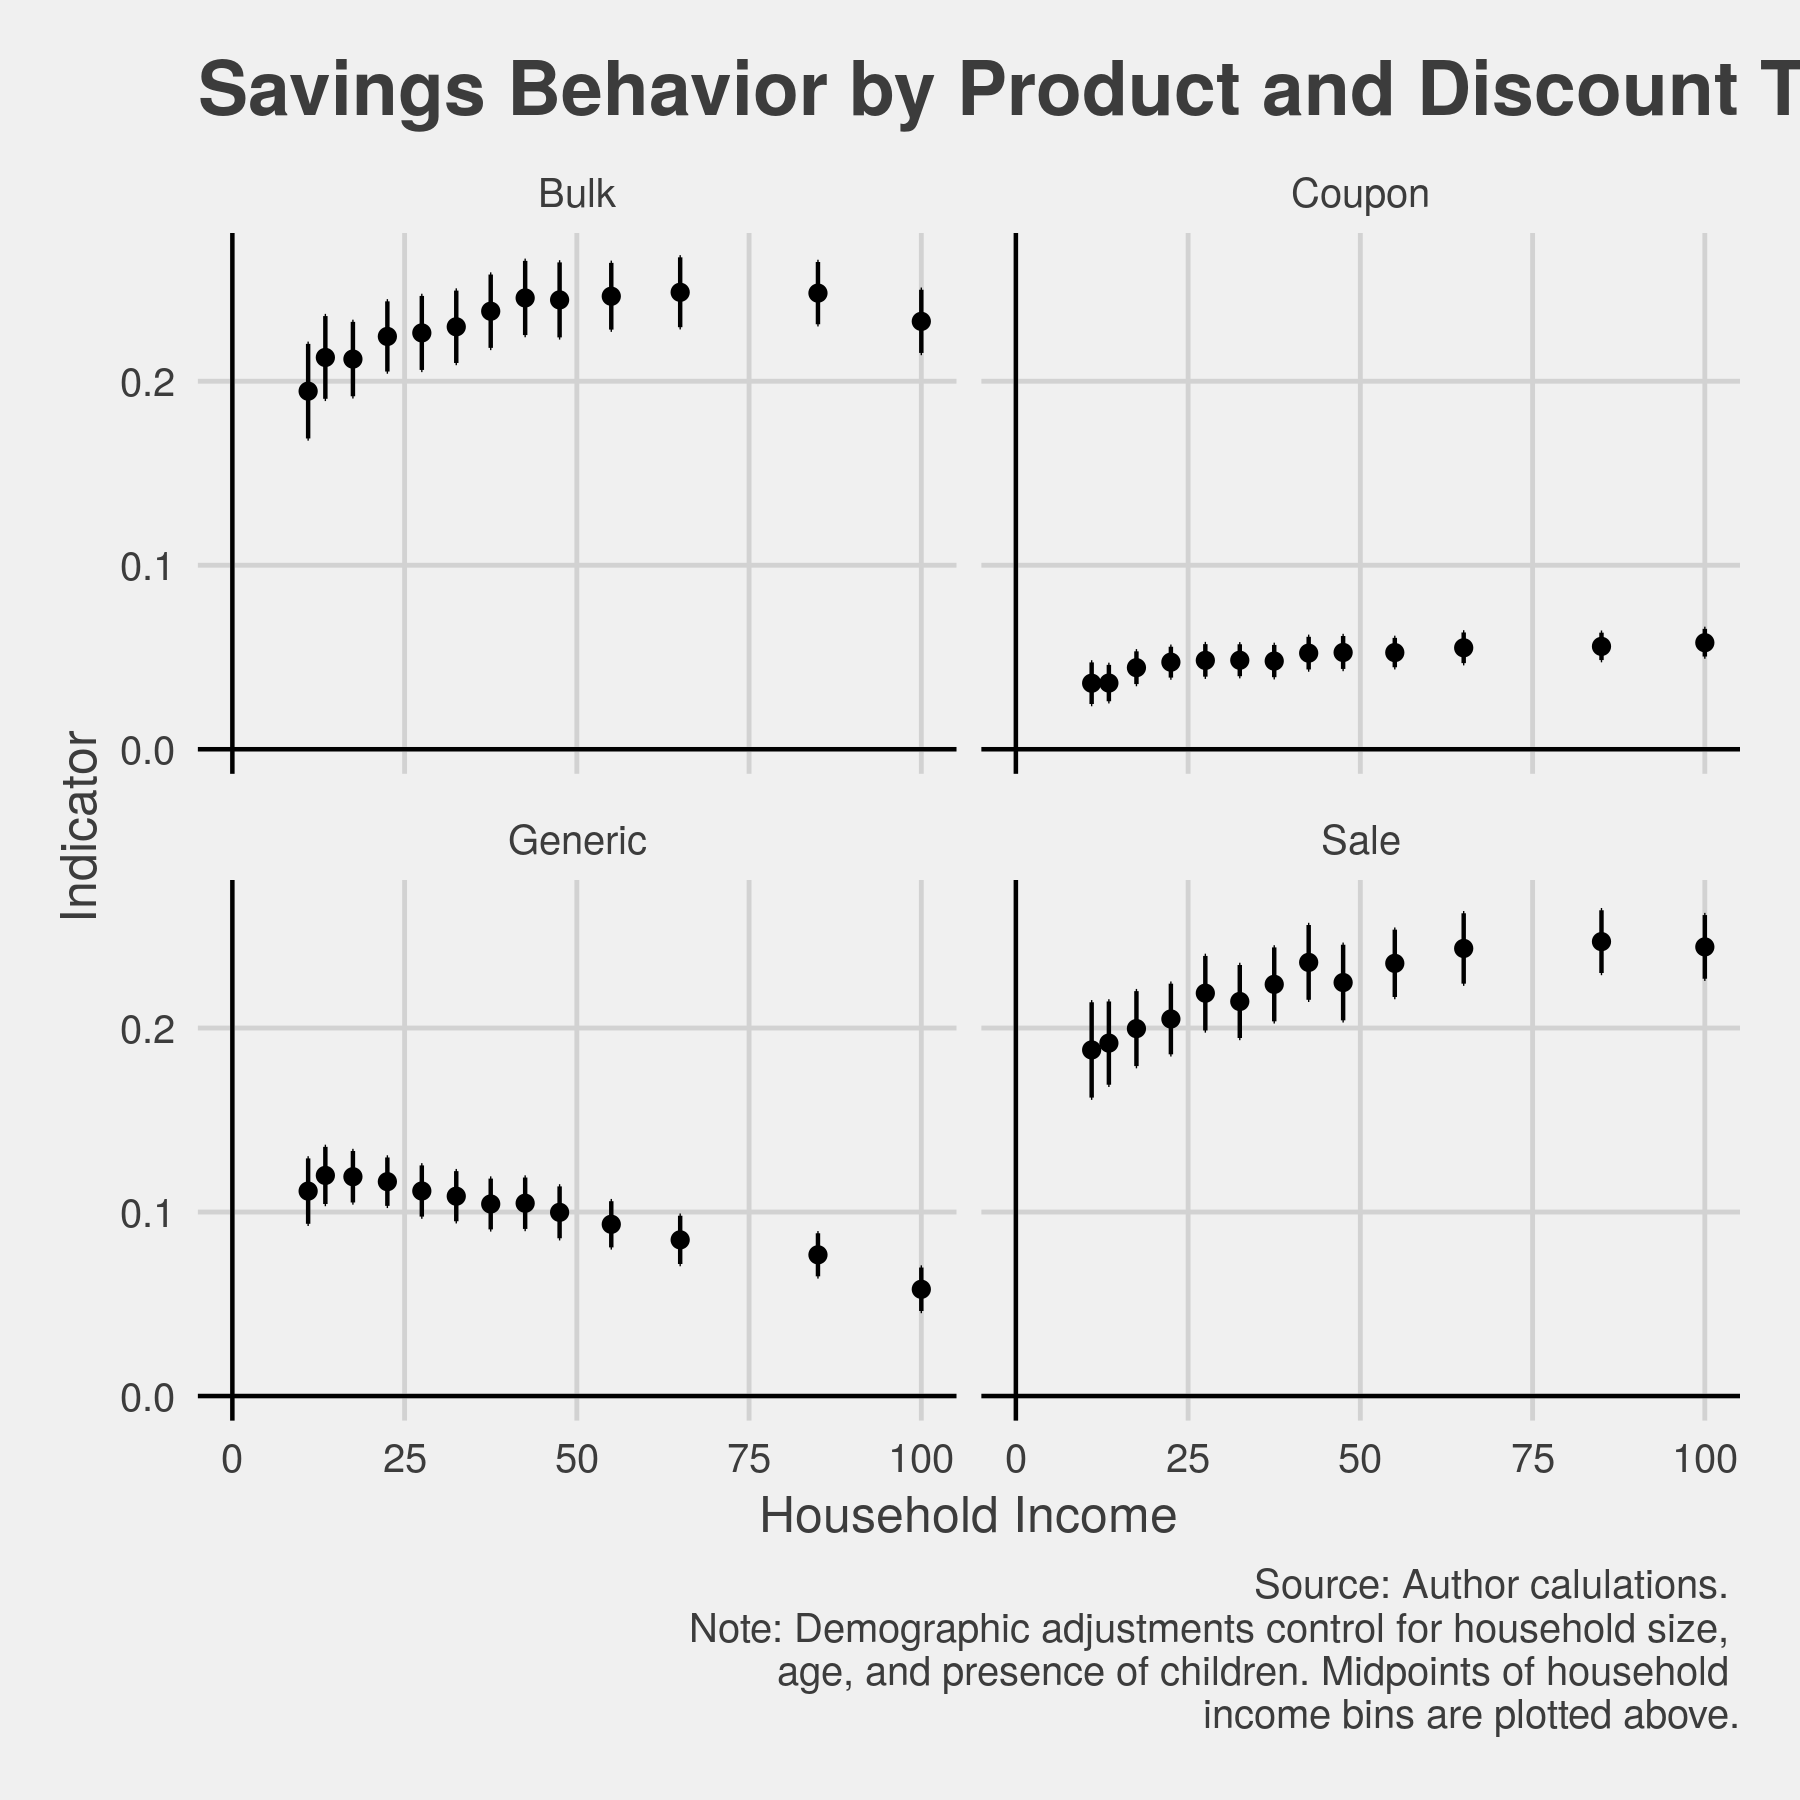 Savings Behavior by Product and Discount T
Bulk
Coupon
0.2
0.1
0.0
Indicator
Generic
Sale
0.2
0.1
0.0
0 25 50 75 100 0 25 50 75 100
Household Income
Source: Author calulations.
Note: Demographic adjustments control for household size,
age, and presence of children. Midpoints of household
income bins are plotted above.